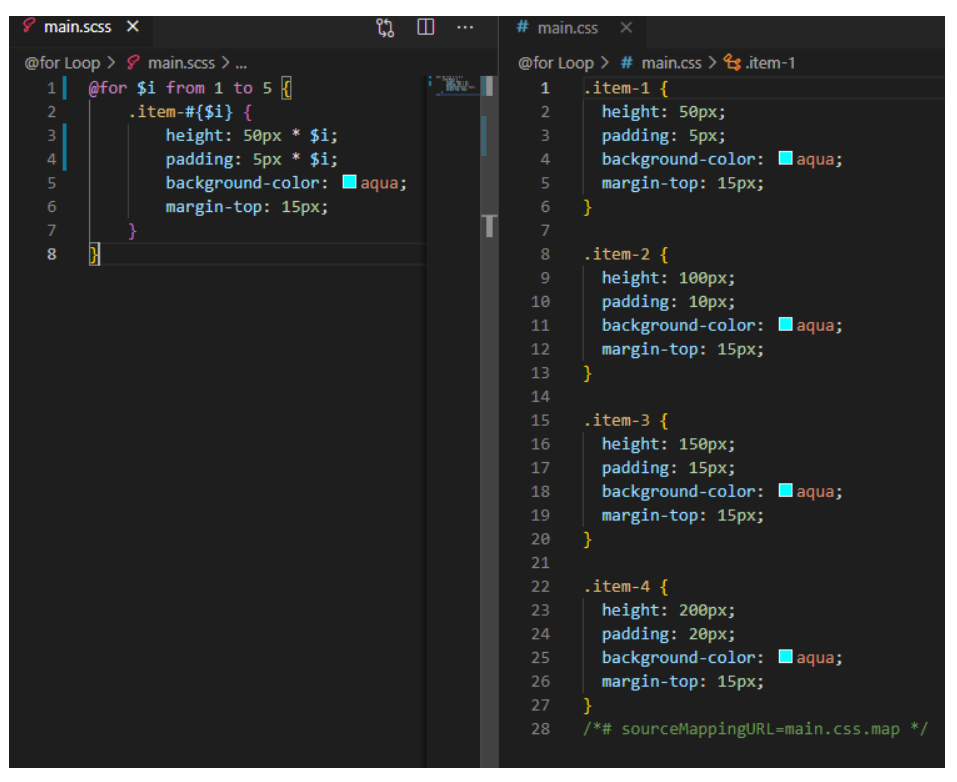 main.scss
@for Loop > main.scss > ...
1 @for $i from 1 to 5 {
2 .item-#{$i} {
3 height: 50px * $i;
4 padding: 5px * $i;
5 background-color: aqua;
6 margin-top: 15px;
7 }
8 }
# main.css
@for Loop > # main.css > .item-1
1 .item-1 {
2 height: 50px;
3 padding: 5px;
4 background-color: aqua;
5 margin-top: 15px;
6 }
7
8 .item-2 {
9 height: 100px;
10 padding: 10px;
11 background-color: aqua;
12 margin-top: 15px;
13 }
14
15 .item-3 {
16 height: 150px;
17 padding: 15px;
18 background-color: aqua;
19 margin-top: 15px;
20 }
21
22 .item-4 {
23 height: 200px;
24 padding: 20px;
25 background-color: aqua;
26 margin-top: 15px;
27 }
28 /*# sourceMappingURL=main.css.map */